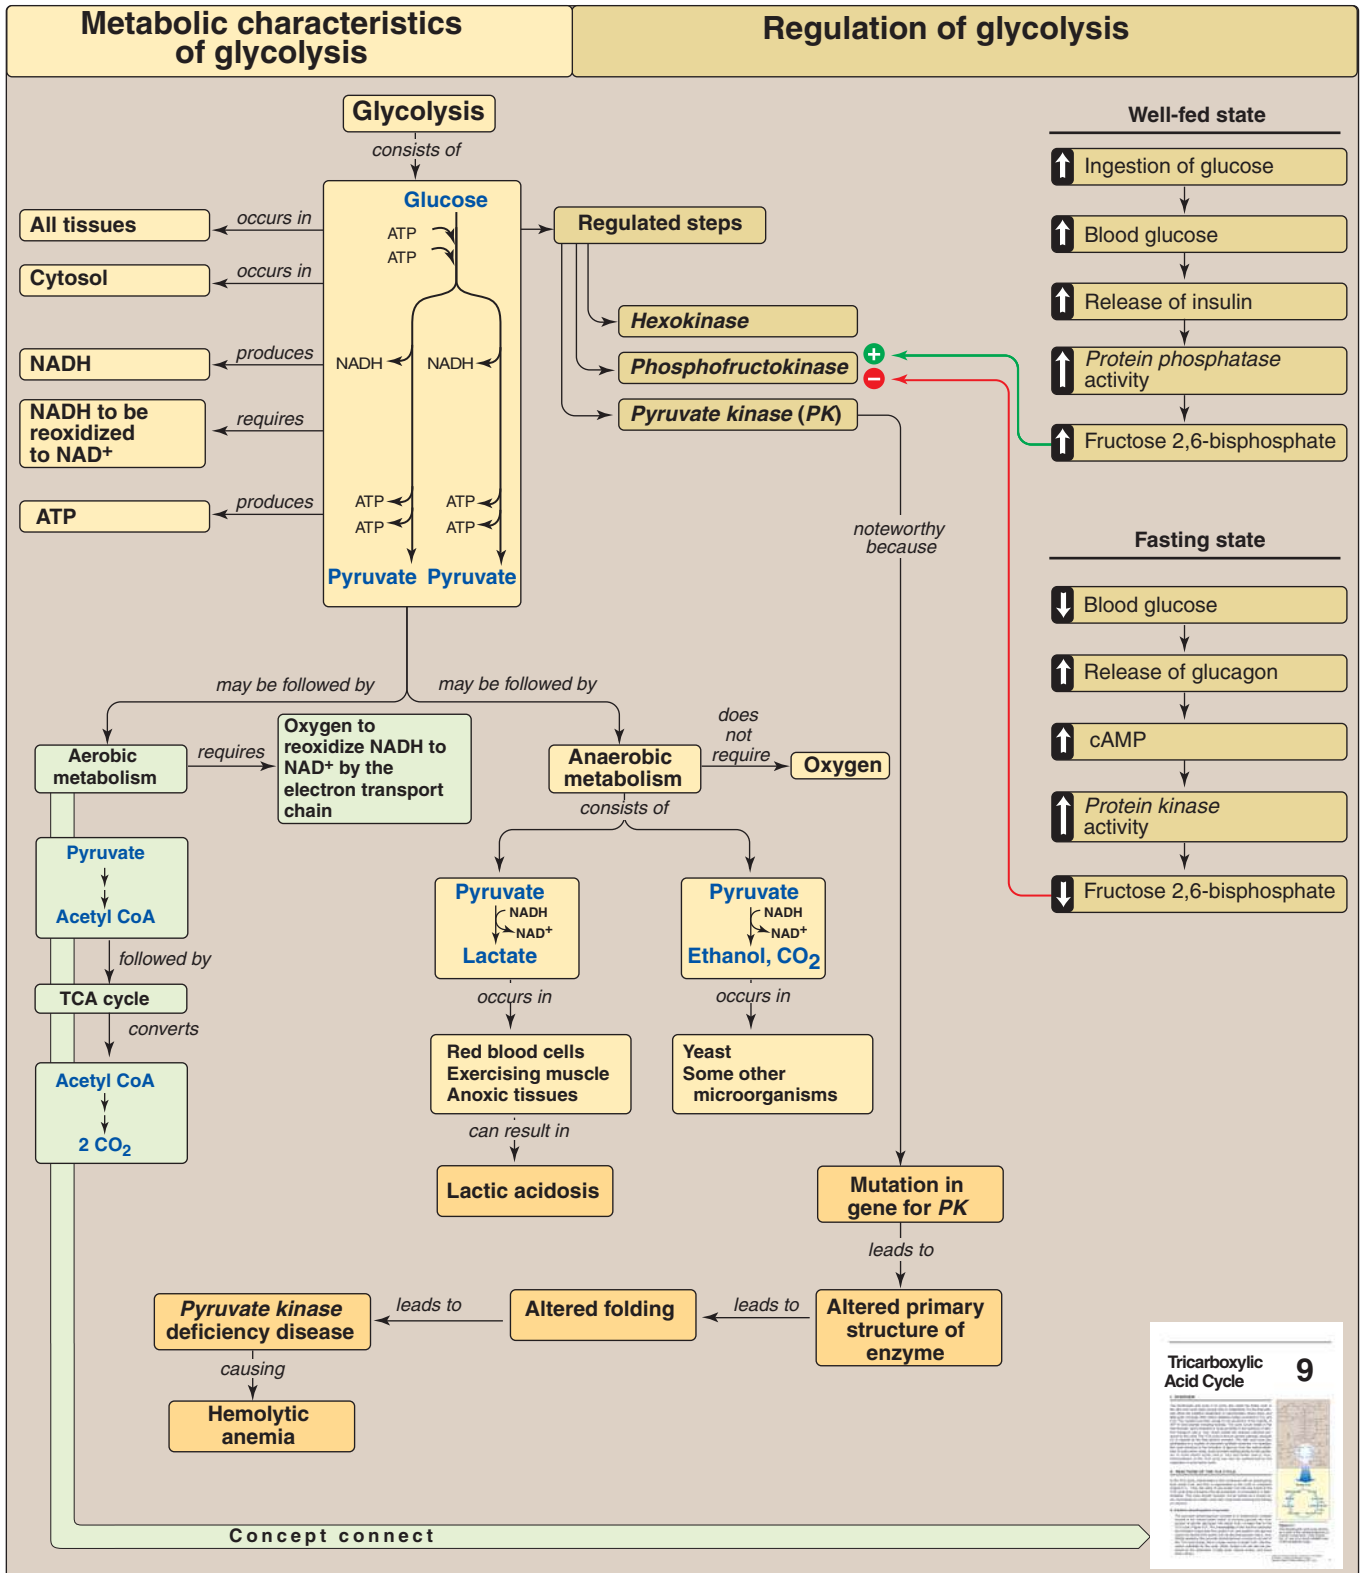 Metabolic characteristics
of glycolysis
Regulation of glycolysis
Glycolysis
consists of
Glucose
ATP
ATP
NADH
NADH
ATP
ATP
ATP
ATP
Pyruvate
Pyruvate
occurs in
All tissues
occurs in
Cytosol
produces
NADH
requires
NADH to be
reoxidized
to NAD+
produces
ATP
Regulated steps
Hexokinase
Phosphofructokinase
+
−
Pyruvate kinase (PK)
noteworthy
because
Well-fed state
Ingestion of glucose
Blood glucose
Release of insulin
Protein phosphatase
activity
Fructose 2,6-bisphosphate
Fasting state
Blood glucose
Release of glucagon
cAMP
Protein kinase
activity
Fructose 2,6-bisphosphate
may be followed by
may be followed by
Aerobic
metabolism
requires
Oxygen to
reoxidize NADH to
NAD+ by the
electron transport
chain
Anaerobic
metabolism
does
not
require
Oxygen
consists of
Pyruvate
Acetyl CoA
followed by
TCA cycle
converts
Acetyl CoA
2 CO2
Pyruvate
NADH
NAD+
Lactate
occurs in
Red blood cells
Exercising muscle
Anoxic tissues
can result in
Lactic acidosis
Pyruvate
NADH
NAD+
Ethanol, CO2
occurs in
Yeast
Some other
microorganisms
Mutation in
gene for PK
leads to
Altered primary
structure of
enzyme
leads to
Altered folding
leads to
Pyruvate kinase
deficiency disease
causing
Hemolytic
anemia
Concept connect
Tricarboxylic
Acid Cycle
9